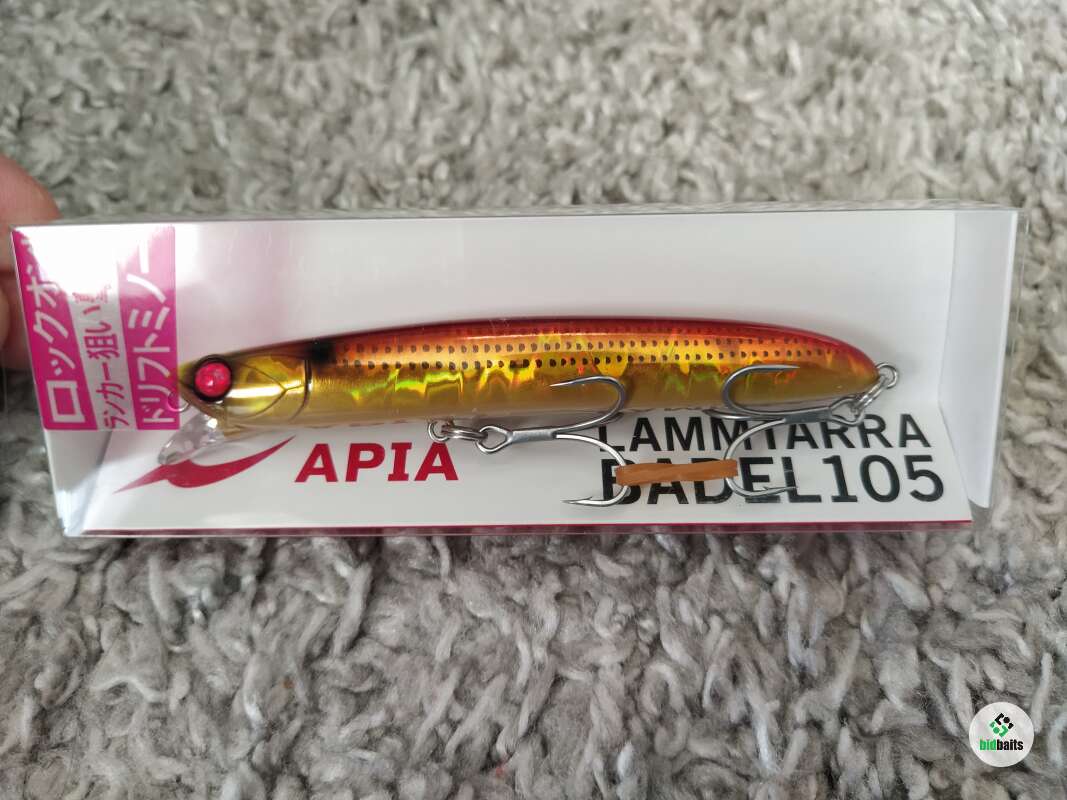 ロックオン
ランカー狙い
ドリフトミノー
APIA
LAMMTARRA
BADEL105
bidbaits